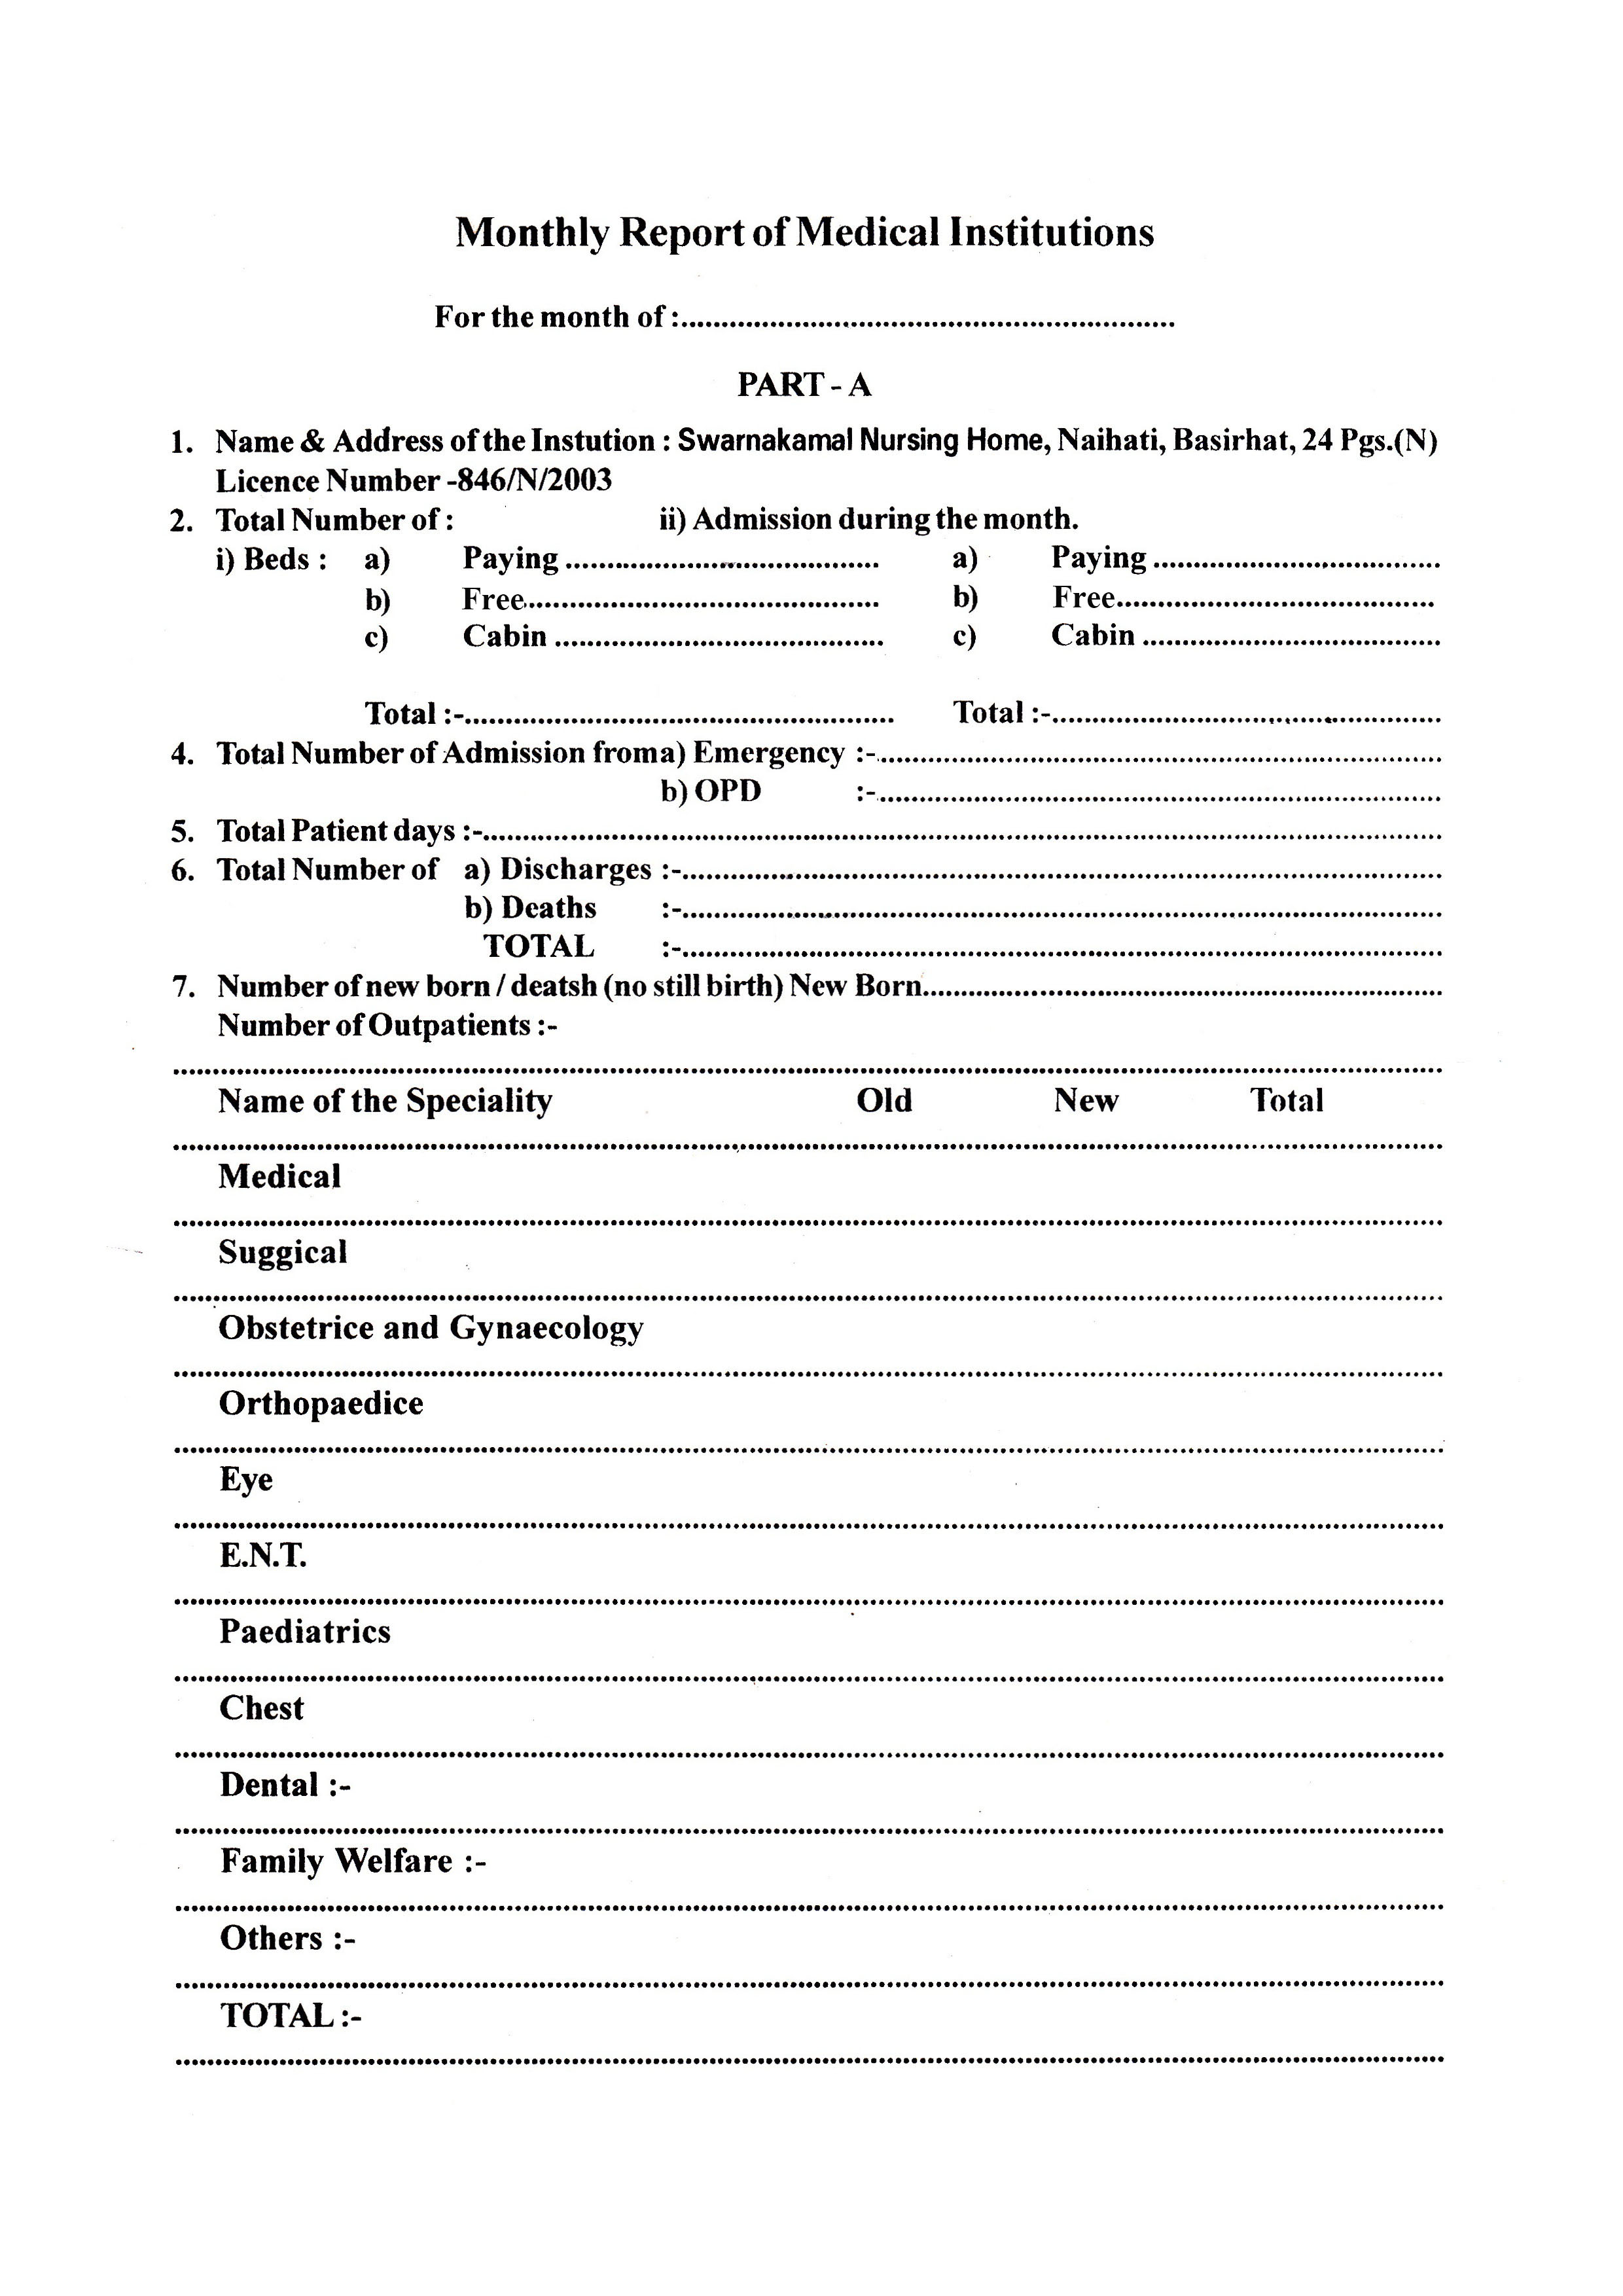 Monthly Report of Medical Institutions
For the month of :..............................................................
PART - A
1. Name & Address of the Instution : Swarnakamal Nursing Home, Naihati, Basirhat, 24 Pgs.(N)
Licence Number -846/N/2003
2. Total Number of : ii) Admission during the month.
i) Beds : a) Paying ....................................... a) Paying ....................................
b) Free............................................ b) Free........................................
c) Cabin ......................................... c) Cabin .....................................
Total :-..................................................... Total :-................................................
4. Total Number of Admission froma) Emergency :-......................................................................
b) OPD :-......................................................................
5. Total Patient days :-.......................................................................................................................
6. Total Number of a) Discharges :-..............................................................................................
b) Deaths :-..............................................................................................
TOTAL :-..............................................................................................
7. Number of new born / deatsh (no still birth) New Born.................................................................
Number of Outpatients :-
Name of the Speciality Old New Total
Medical
Suggical
Obstetrice and Gynaecology
Orthopaedice
Eye
E.N.T.
Paediatrics
Chest
Dental :-
Family Welfare :-
Others :-
TOTAL :-